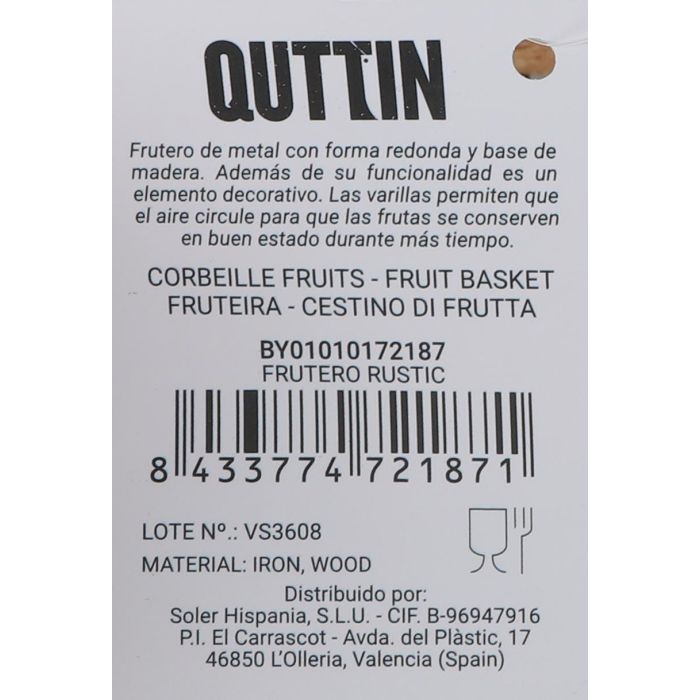 QUTTIN
Frutero de metal con forma redonda y base de
madera. Además de su funcionalidad es un
elemento decorativo. Las varillas permiten que
el aire circule para que las frutas se conserven
en buen estado durante más tiempo.
CORBEILLE FRUITS - FRUIT BASKET
FRUTEIRA - CESTINO DI FRUTTA
BY01010172187
FRUTERO RUSTIC
8 433774 721871
LOTE Nº.: VS3608
MATERIAL: IRON, WOOD
Distribuido por:
Soler Hispania, S.L.U. - CIF. B-96947916
P.I. El Carrascot - Avda. del Plàstic, 17
46850 L'Olleria, Valencia (Spain)